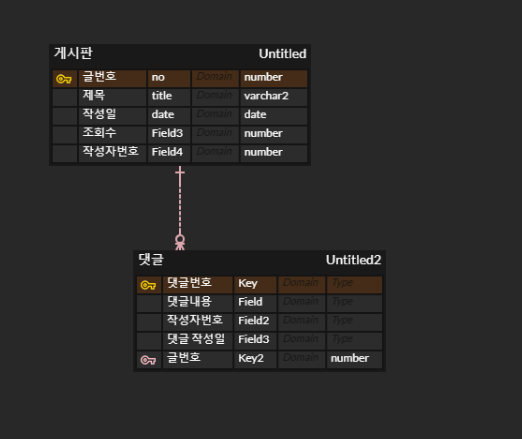 게시판 Untitled
글번호 no Domain number
제목 title Domain varchar2
작성일 date Domain date
조회수 Field3 Domain number
작성자번호 Field4 Domain number
댓글 Untitled2
댓글번호 Key Domain Type
댓글내용 Field Domain Type
작성자번호 Field2 Domain Type
댓글 작성일 Field3 Domain Type
글번호 Key2 Domain number